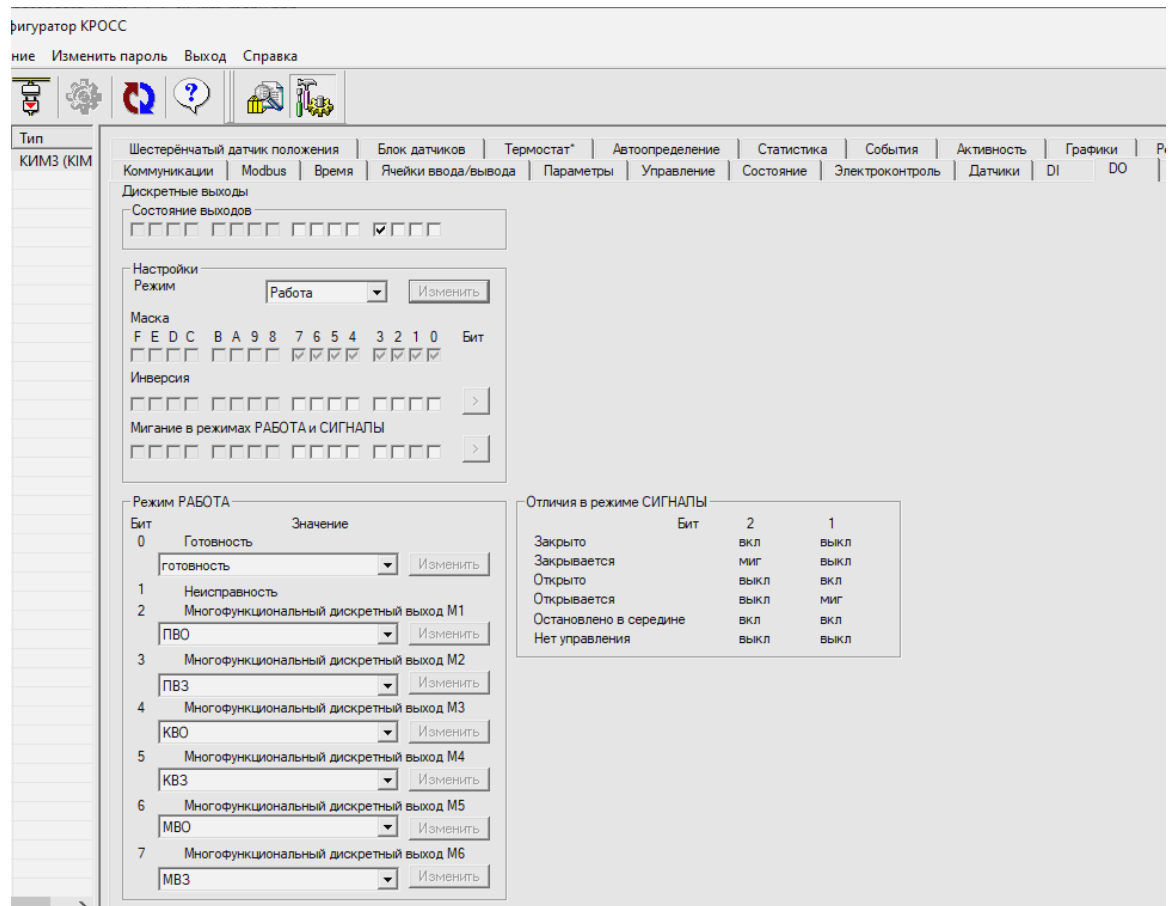 фигуратор КРОСС
ние Изменить пароль Выход Справка
Тип
КИМ3 (KIM
Шестерёнчатый датчик положения Блок датчиков Термостат* Автоопределение Статистика События Активность Графики Ре
Коммуникации Modbus Время Ячейки ввода/вывода Параметры Управление Состояние Электроконтроль Датчики DI DO
Дискретные выходы
Состояние выходов
Настройки
Режим
Работа Изменить
Маска
F E D C B A 9 8 7 6 5 4 3 2 1 0 Бит
Инверсия
>
Мигание в режимах РАБОТА и СИГНАЛЫ
>
Режим РАБОТА
Бит Значение
0 Готовность
готовность Изменить
1 Неисправность
2 Многофункциональный дискретный выход М1
ПВО Изменить
3 Многофункциональный дискретный выход М2
ПВЗ Изменить
4 Многофункциональный дискретный выход М3
КВО Изменить
5 Многофункциональный дискретный выход М4
КВЗ Изменить
6 Многофункциональный дискретный выход М5
МВО Изменить
7 Многофункциональный дискретный выход М6
МВЗ Изменить
Отличия в режиме СИГНАЛЫ
Бит 2 1
Закрыто вкл выкл
Закрывается миг выкл
Открыто выкл вкл
Открывается выкл миг
Остановлено в середине вкл вкл
Нет управления выкл выкл